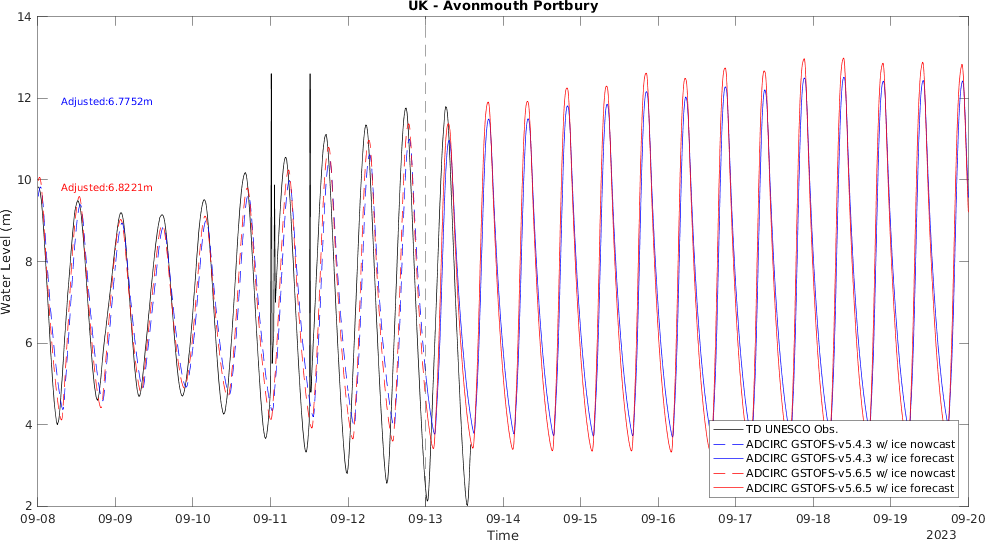 UK - Avonmouth Portbury
14
12
10
8
6
4
2
Water Level (m)
Adjusted:6.7752m
Adjusted:6.8221m
TD UNESCO Obs.
ADCIRC GSTOFS-v5.4.3 w/ ice nowcast
ADCIRC GSTOFS-v5.4.3 w/ ice forecast
ADCIRC GSTOFS-v5.6.5 w/ ice nowcast
ADCIRC GSTOFS-v5.6.5 w/ ice forecast
09-08 09-09 09-10 09-11 09-12 09-13 09-14 09-15 09-16 09-17 09-18 09-19 09-20
Time
2023